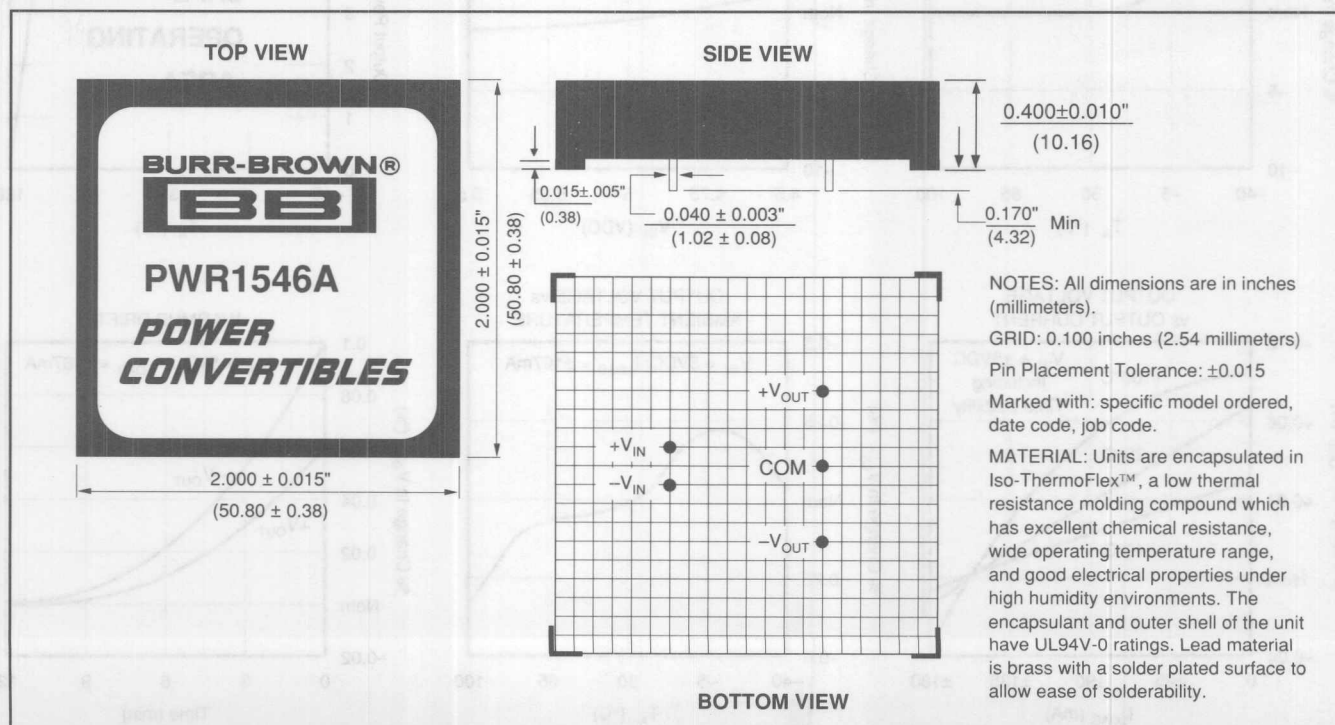 TOP VIEW
BURR-BROWN®
BB
PWR1546A
POWER
CONVERTIBLES
2.000 ± 0.015"
(50.80 ± 0.38)
2.000 ± 0.015"
(50.80 ± 0.38)
SIDE VIEW
0.400±0.010"
(10.16)
0.015±.005"
(0.38)
0.040 ± 0.003"
(1.02 ± 0.08)
0.170" Min
(4.32)
+VOUT
+VIN
COM
–VIN
–VOUT
BOTTOM VIEW
NOTES: All dimensions are in inches
(millimeters).
GRID: 0.100 inches (2.54 millimeters)
Pin Placement Tolerance: ±0.015
Marked with: specific model ordered,
date code, job code.
MATERIAL: Units are encapsulated in
Iso-ThermoFlex™, a low thermal
resistance molding compound which
has excellent chemical resistance,
wide operating temperature range,
and good electrical properties under
high humidity environments. The
encapsulant and outer shell of the unit
have UL94V-0 ratings. Lead material
is brass with a solder plated surface to
allow ease of solderability.